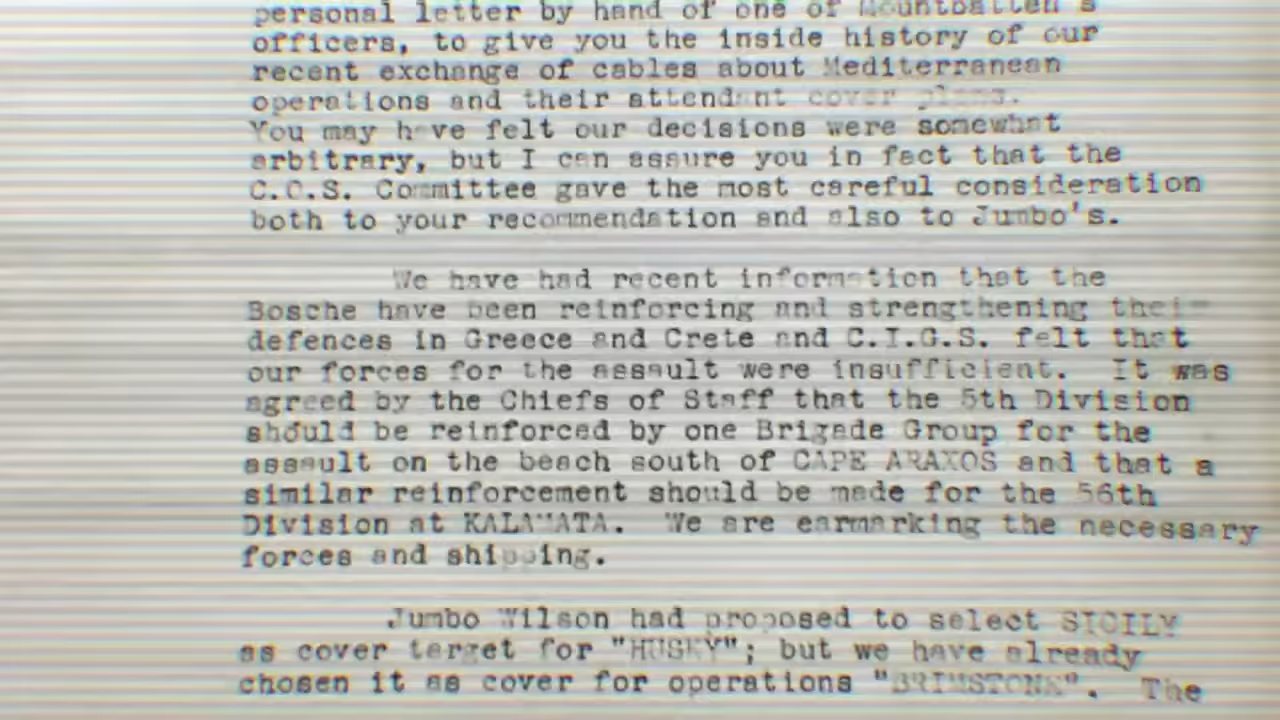 personal letter by hand of one of Mountbatten's
officers, to give you the inside history of our
recent exchange of cables about Mediterranean
operations and their attendant cover plans.
You may have felt our decisions were somewhat
arbitrary, but I can assure you in fact that the
C.O.S. Committee gave the most careful consideration
both to your recommendation and also to Jumbo's.
We have had recent information that the
Bosche have been reinforcing and strengthening their
defences in Greece and Crete and C.I.G.S. felt that
our forces for the assault were insufficient. It was
agreed by the Chiefs of Staff that the 5th Division
should be reinforced by one Brigade Group for the
assault on the beach south of CAPE ARAXOS and that a
similar reinforcement should be made for the 56th
Division at KALAMATA. We are earmarking the necessary
forces and shipping.
Jumbo Wilson had proposed to select SICILY
as cover target for "HUSKY"; but we have already
chosen it as cover for operations "BRIMSTONE". The